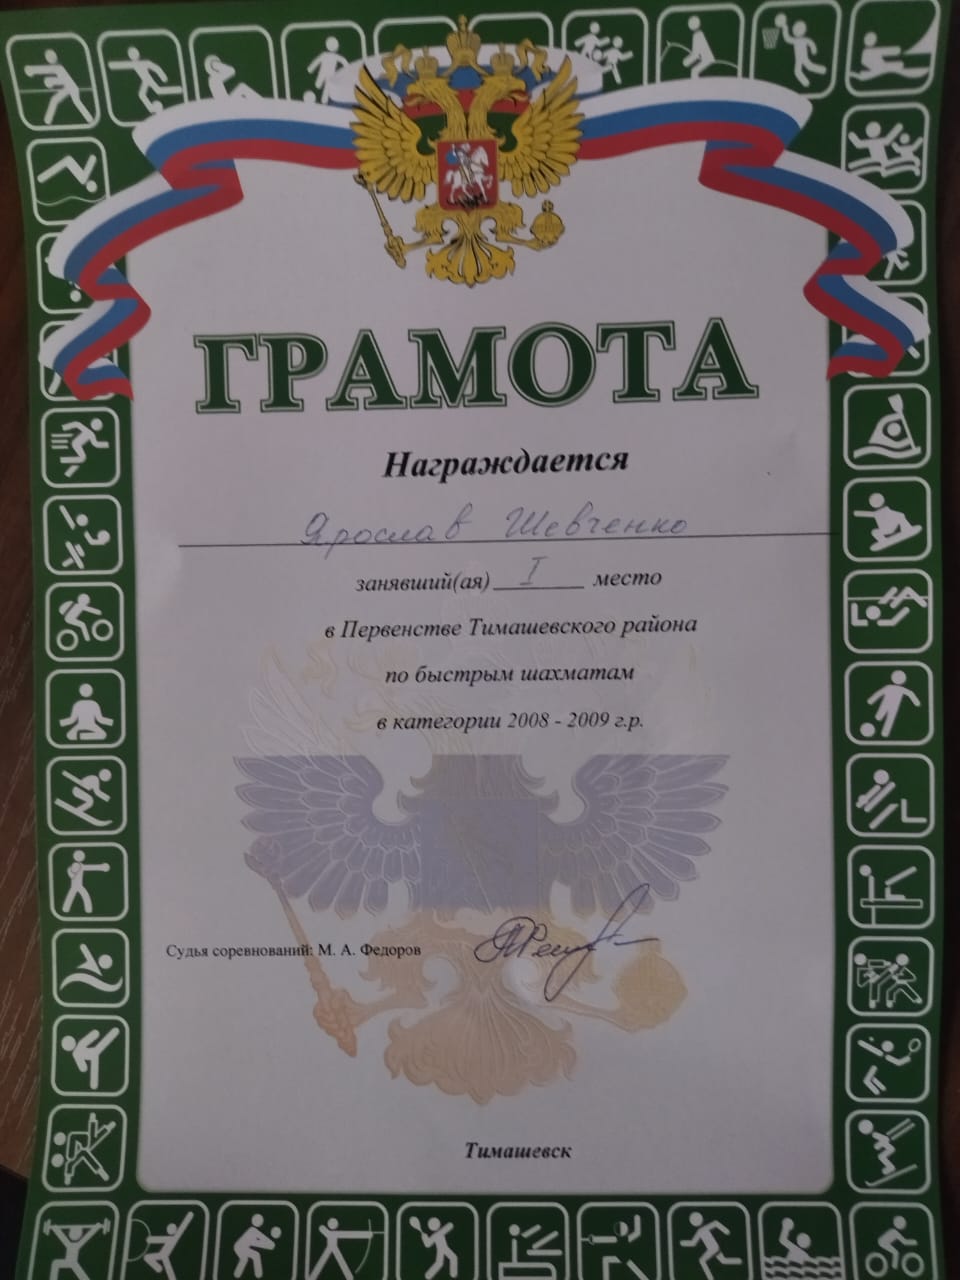 ГРАМОТА
Награждается
Ярослав Шевченко
занявший(ая) I место
в Первенстве Тимашевского района
по быстрым шахматам
в категории 2008 - 2009 г.р.
Судья соревнований: М. А. Федоров
Тимашевск